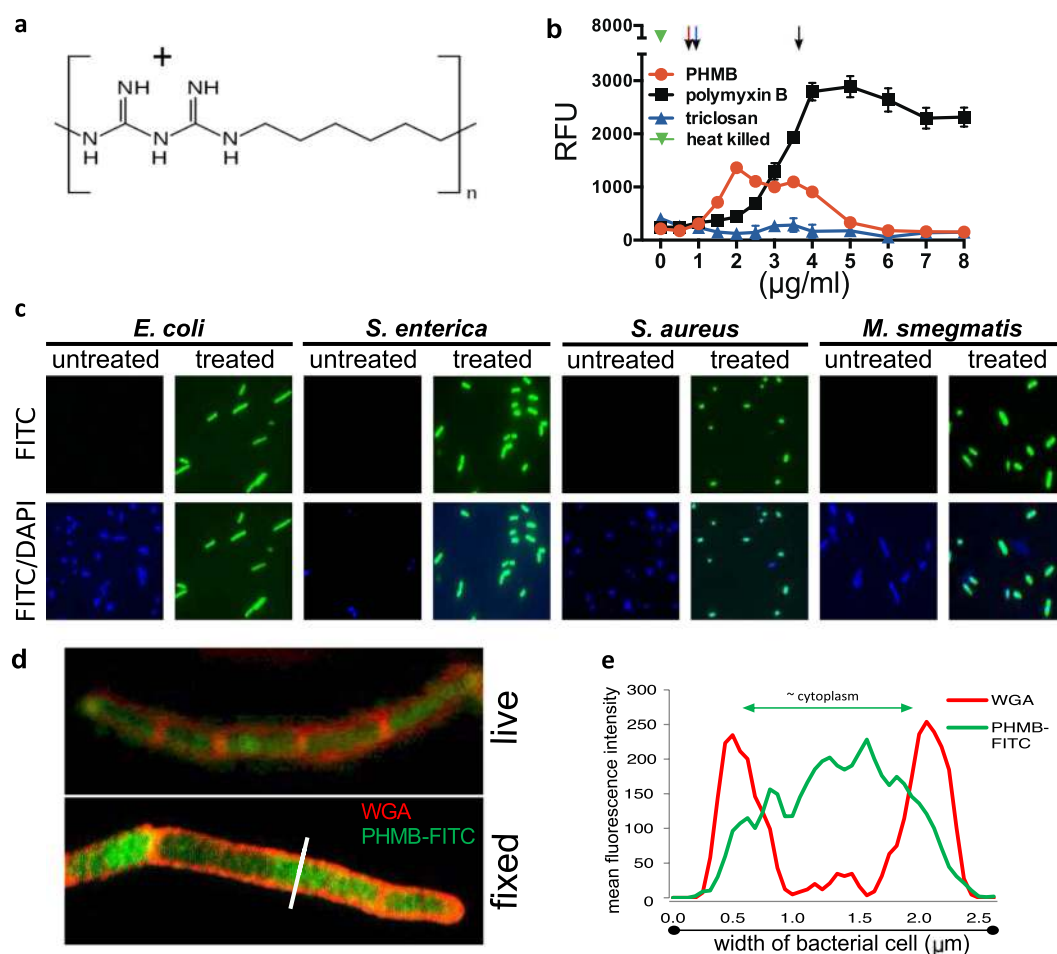 a
+
NH
NH
N
H
N
H
N
H
n
b
8000
3000
2000
1000
0
RFU
PHMB
polymyxin B
triclosan
heat killed
0 1 2 3 4 5 6 7 8
(µg/ml)
c
E. coli
S. enterica
S. aureus
M. smegmatis
untreated treated untreated treated untreated treated untreated treated
FITC
FITC/DAPI
d
live
WGA
PHMB-FITC
fixed
e
300
250
200
150
100
50
0
mean fluorescence intensity
~ cytoplasm
WGA
PHMB-
FITC
0.0 0.5 1.0 1.5 2.0 2.5
width of bacterial cell (µm)